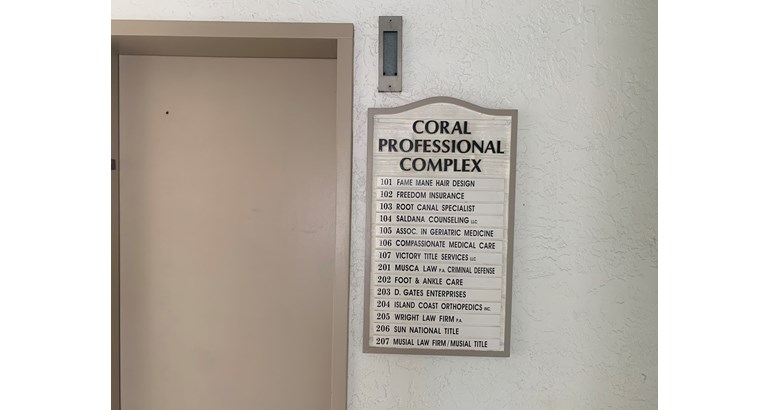 CORAL
PROFESSIONAL
COMPLEX
101 FAME MANE HAIR DESIGN
102 FREEDOM INSURANCE
103 ROOT CANAL SPECIALIST
104 SALDANA COUNSELING LLC
105 ASSOC. IN GERIATRIC MEDICINE
106 COMPASSIONATE MEDICAL CARE
107 VICTORY TITLE SERVICES LLC
201 MUSCA LAW P.A. CRIMINAL DEFENSE
202 FOOT & ANKLE CARE
203 D. GATES ENTERPRISES
204 ISLAND COAST ORTHOPEDICS INC.
205 WRIGHT LAW FIRM P.A.
206 SUN NATIONAL TITLE
207 MUSIAL LAW FIRM/MUSIAL TITLE